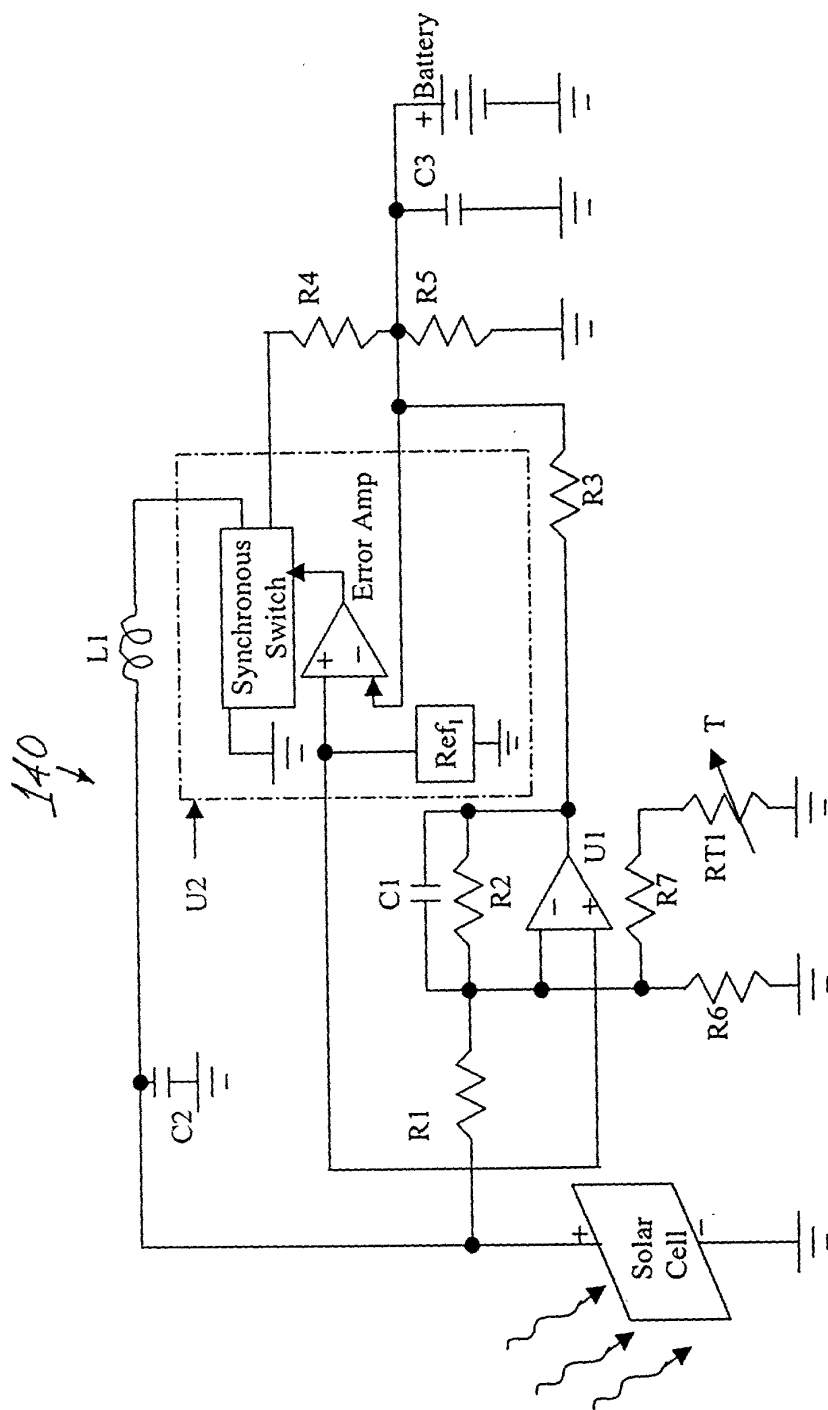 140
L1
U2
Synchronous
Switch
+
−
Error Amp
Ref1
R4
R5
C3
+ Battery
C2
R1
C1
R2
−
+
U1
R3
R7
R6
RT1
T
+
Solar
Cell
−